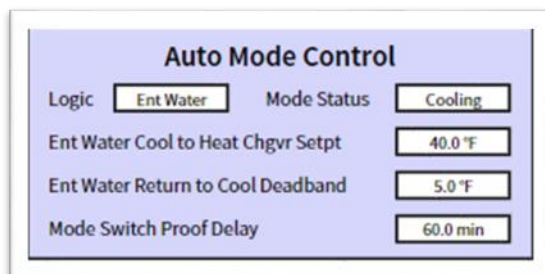 Auto Mode Control
Logic Ent Water Mode Status Cooling
Ent Water Cool to Heat Chgvr Setpt 40.0 °F
Ent Water Return to Cool Deadband 5.0 °F
Mode Switch Proof Delay 60.0 min